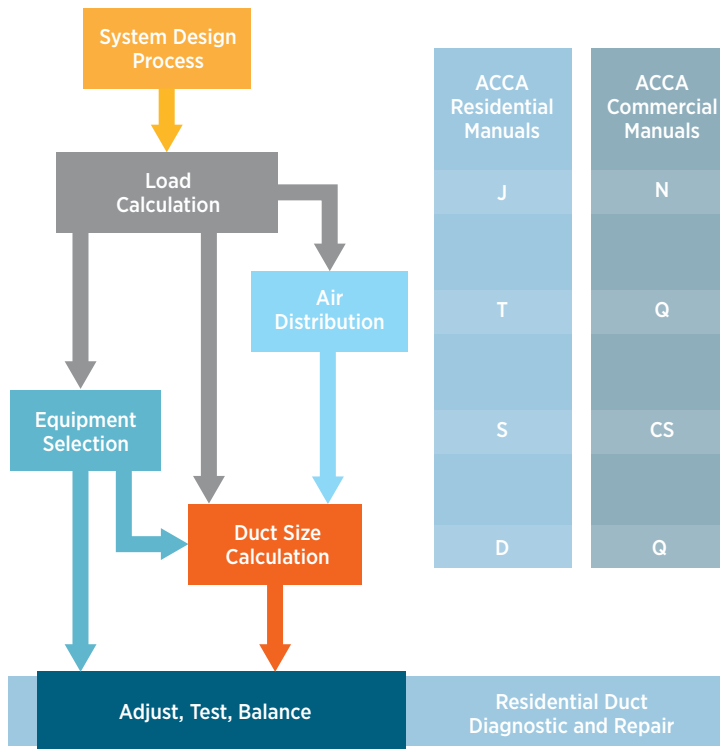 System Design
Process
Load
Calculation
Air
Distribution
Equipment
Selection
Duct Size
Calculation
Adjust, Test, Balance
ACCA
Residential
Manuals
J
T
S
D
ACCA
Commercial
Manuals
N
Q
CS
Q
Residential Duct
Diagnostic and Repair